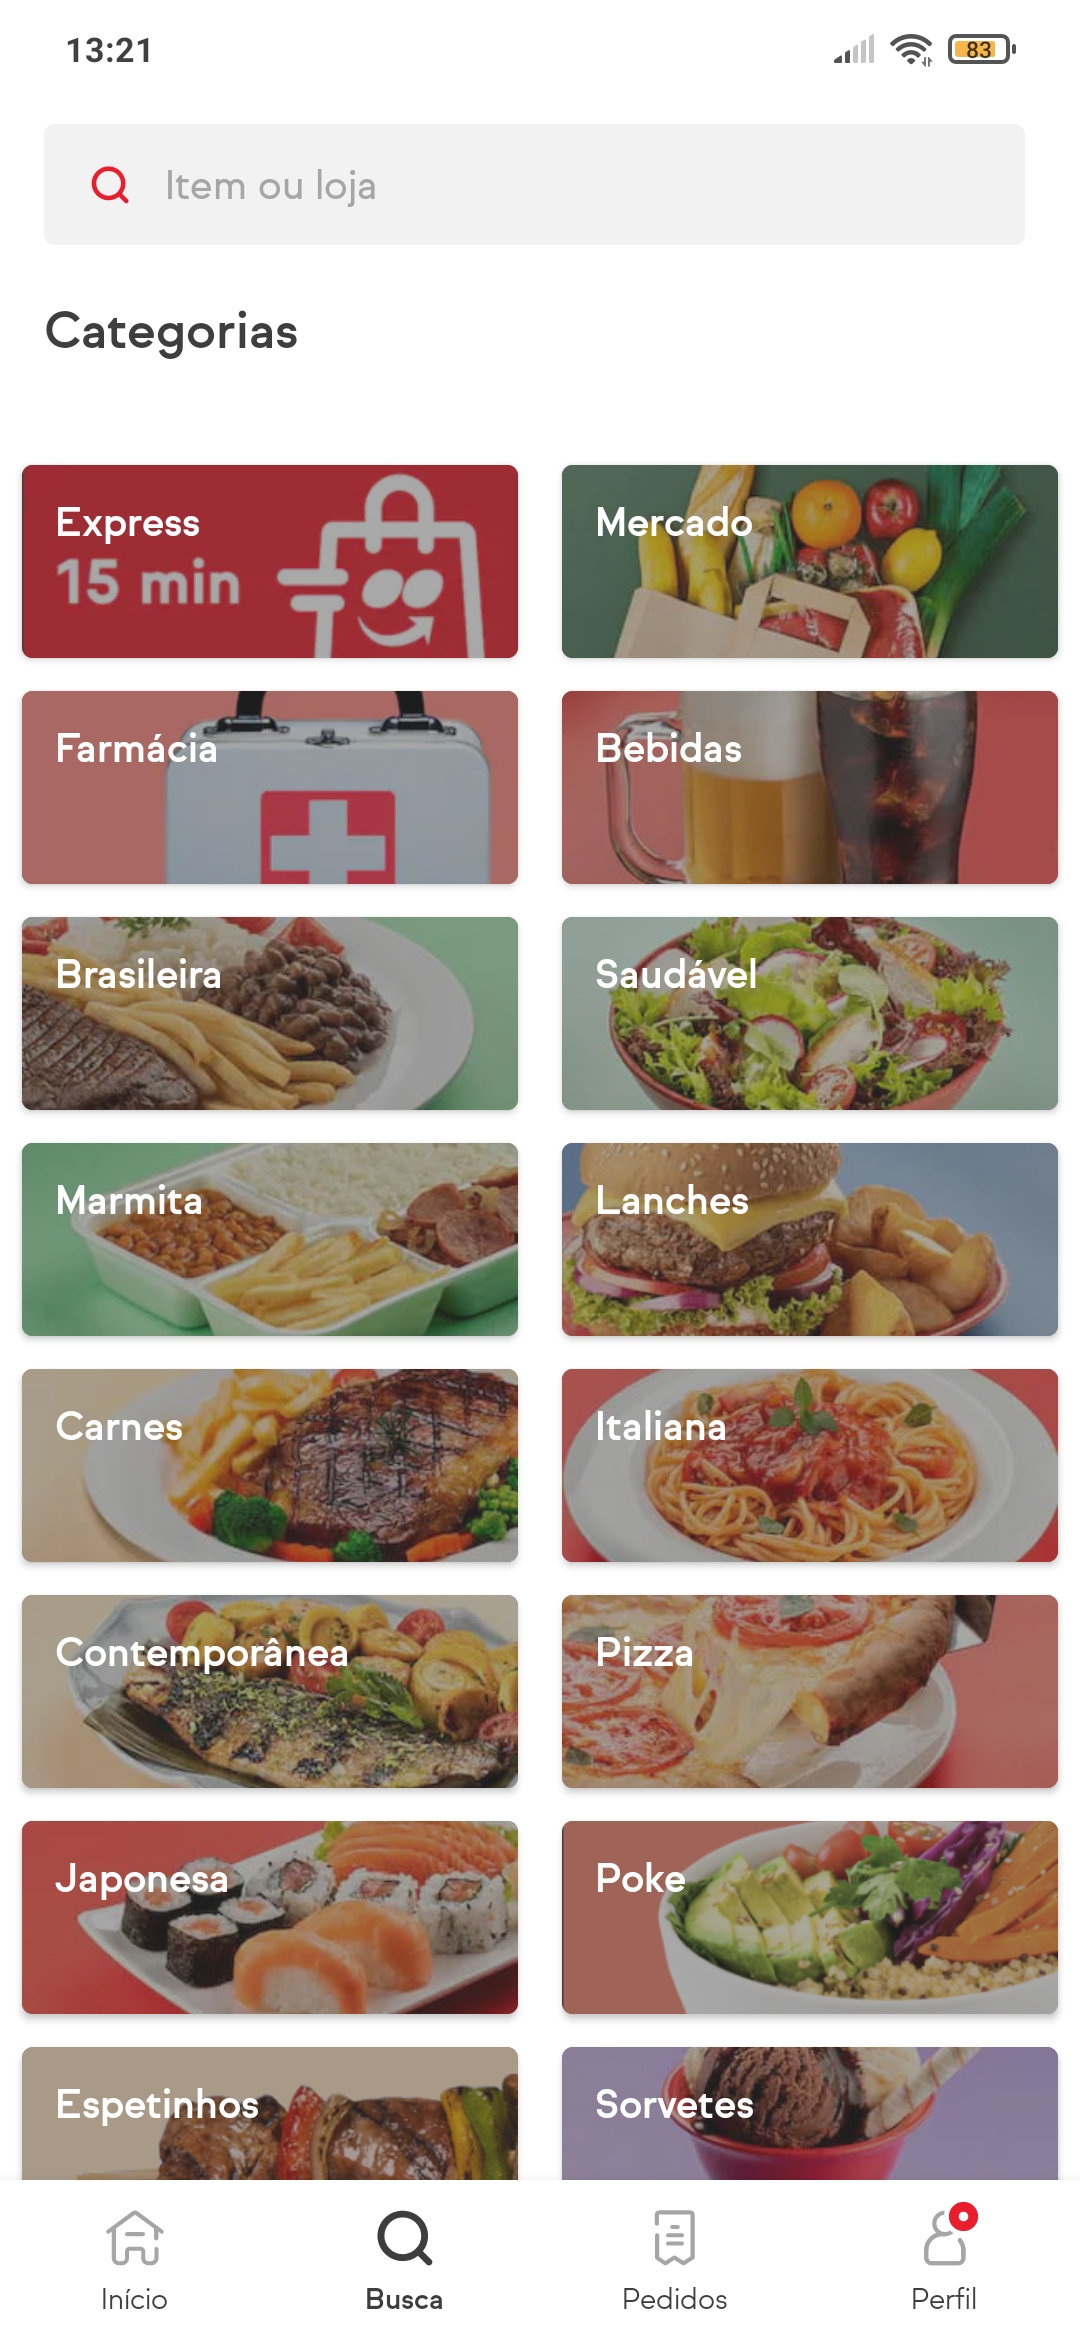 13:21
83
Item ou loja
Categorias
Express
15 min
Mercado
Farmácia
Bebidas
Brasileira
Saudável
Marmita
Lanches
Carnes
Italiana
Contemporânea
Pizza
Japonesa
Poke
Espetinhos
Sorvetes
Início
Busca
Pedidos
Perfil